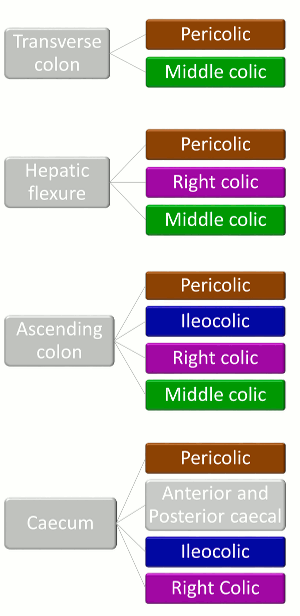 Transverse
colon
Pericolic
Middle colic
Hepatic
flexure
Pericolic
Right colic
Middle colic
Ascending
colon
Pericolic
Ileocolic
Right colic
Middle colic
Caecum
Pericolic
Anterior and
Posterior caecal
Ileocolic
Right Colic